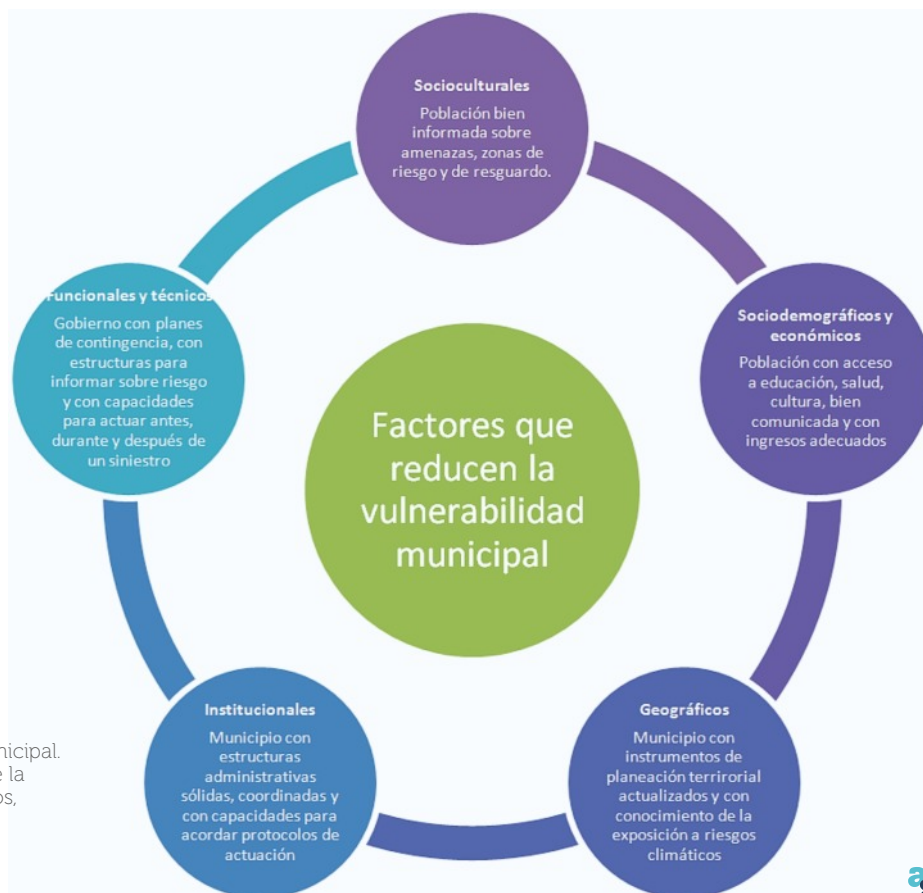 Socioculturales
Población bien
informada sobre
amenazas, zonas de
riesgo y de resguardo.
Sociodemográficos y
económicos
Población con acceso
a educación, salud,
cultura, bien
comunicada y con
ingresos adecuados
Geográficos
Municipio con
instrumentos de
planeación terrirorial
actualizados y con
conocimiento de la
exposición a riesgos
climáticos
Institucionales
Municipio con
estructuras
administrativas
sólidas, coordinadas y
con capacidades para
acordar protocolos de
actuación
Funcionales y técnicos
Gobierno con planes
de contingencia, con
estructuras para
informar sobre riesgo
y con capacidades
para actuar antes,
durante y después de
un siniestro
Factores que
reducen la
vulnerabilidad
municipal
nicipal.
e la
os,